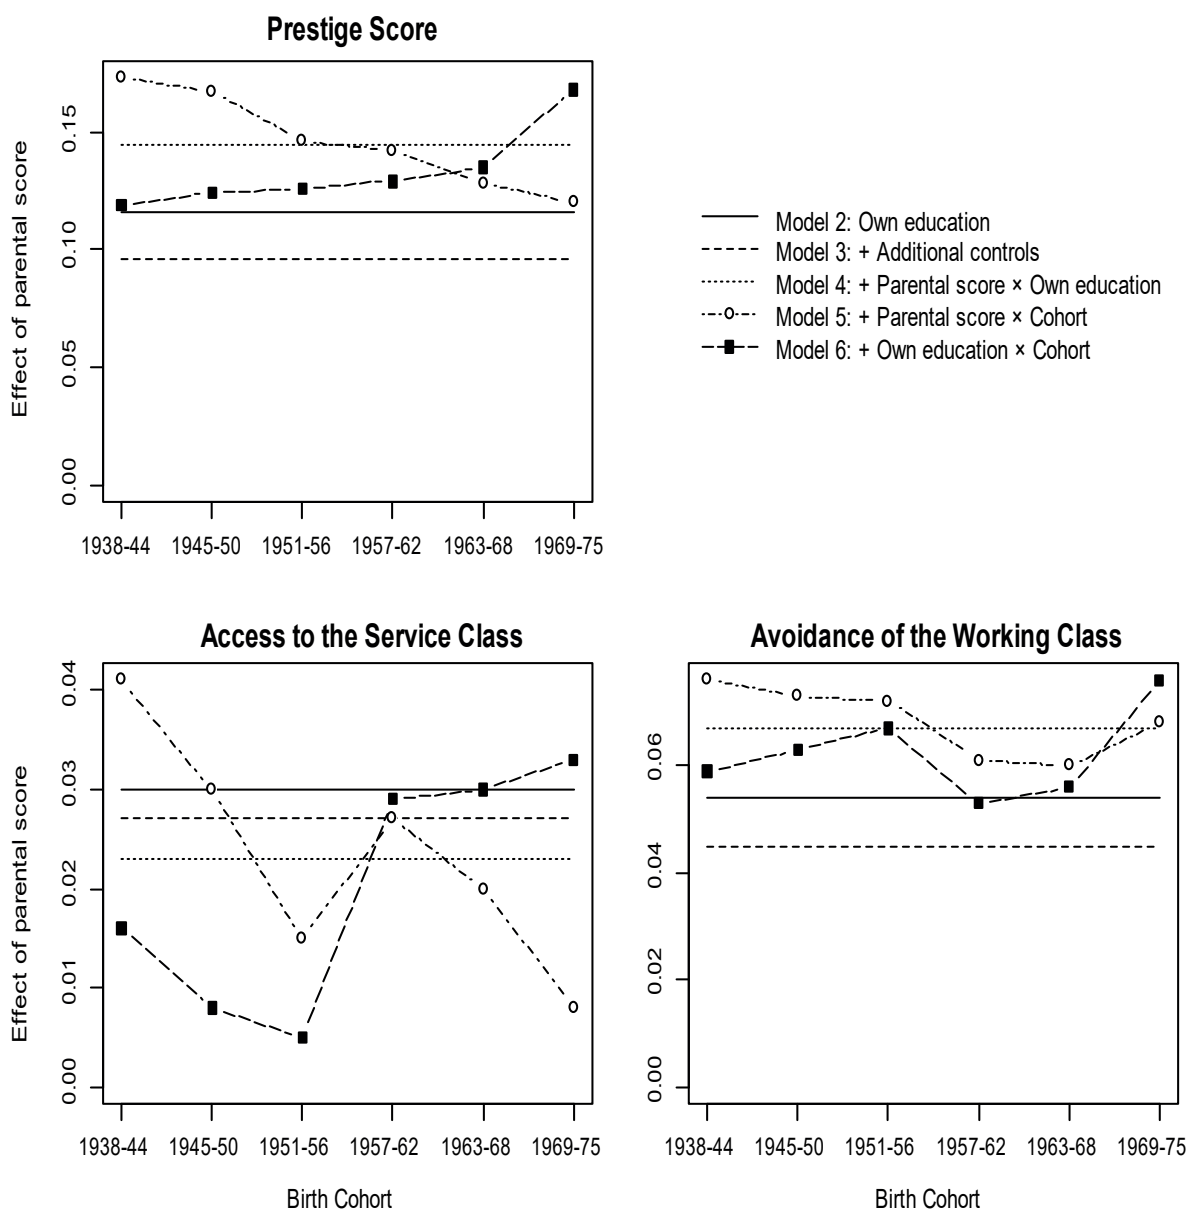 Prestige Score
Effect of parental score
0.15
0.10
0.05
0.00
1938-44 1945-50 1951-56 1957-62 1963-68 1969-75
Model 2: Own education
Model 3: + Additional controls
Model 4: + Parental score × Own education
Model 5: + Parental score × Cohort
Model 6: + Own education × Cohort
Access to the Service Class
Effect of parental score
0.04
0.03
0.02
0.01
0.00
1938-44 1945-50 1951-56 1957-62 1963-68 1969-75
Birth Cohort
Avoidance of the Working Class
0.06
0.04
0.02
0.00
1938-44 1945-50 1951-56 1957-62 1963-68 1969-75
Birth Cohort